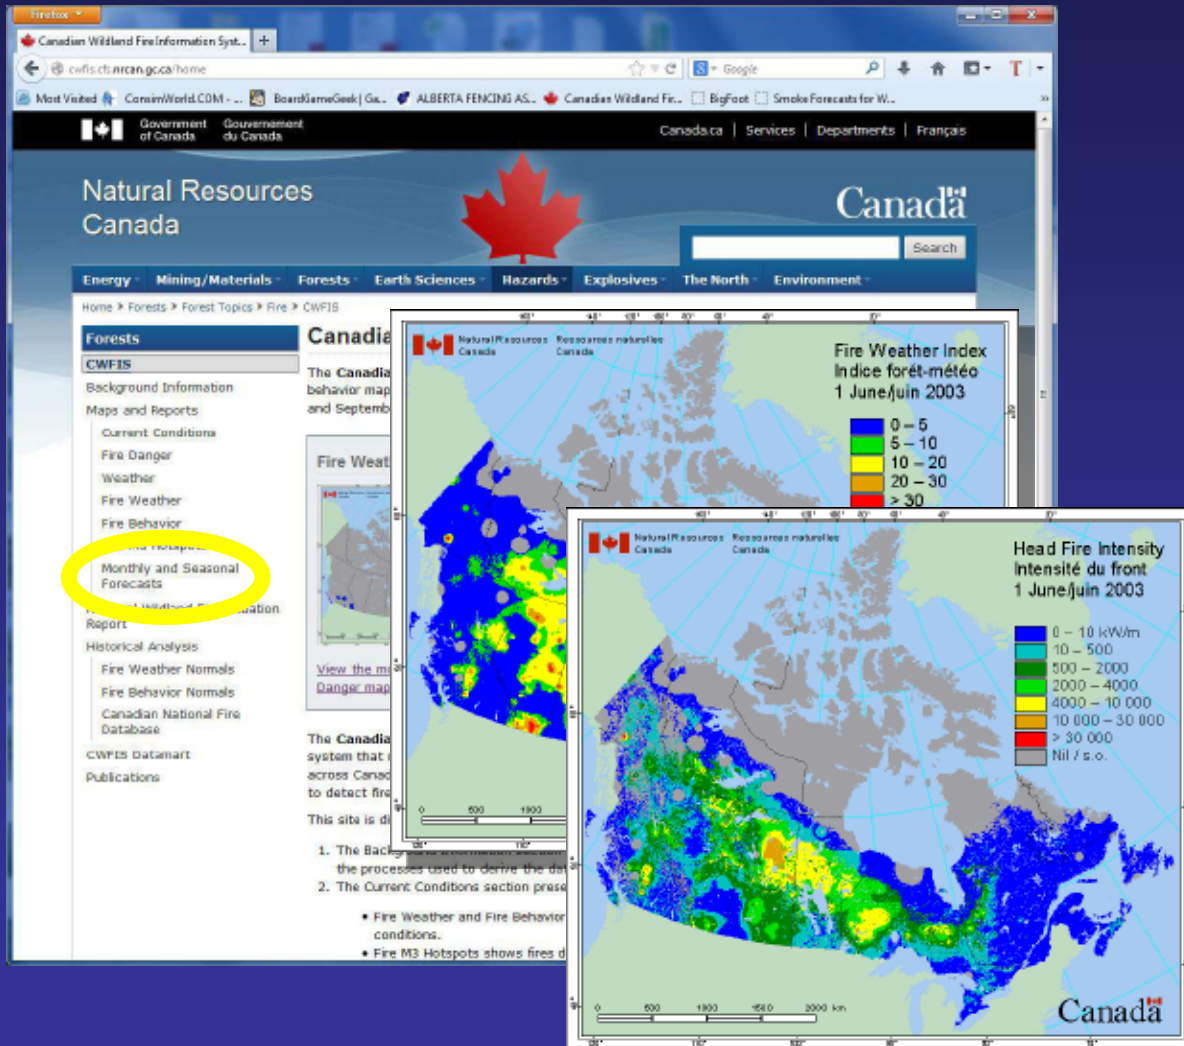 Firefox
Canadian Wildland Fire Information Syst...
cwfis.cfs.nrcan.gc.ca/home
Google
Most Visited
ConsimWorld.COM - ...
BoardGameGeek | Ga...
ALBERTA FENCING AS...
Canadian Wildland Fir...
BigFoot
Smoke Forecasts for W...
Government of Canada
Gouvernement du Canada
Canada.ca | Services | Departments | Français
Natural Resources
Canada
Canada
Search
Energy
Mining/Materials
Forests
Earth Sciences
Hazards
Explosives
The North
Environment
Home > Forests > Forest Topics > Fire > CWFIS
Forests
CWFIS
Background Information
Maps and Reports
Current Conditions
Fire Danger
Weather
Fire Weather
Fire Behavior
Hotspots
Monthly and Seasonal
Forecasts
Report
Historical Analysis
Fire Weather Normals
Fire Behavior Normals
Canadian National Fire
Database
CWFIS Datamart
Publications
Canadia
The Canadia
behavior map
and Septemb
Fire Weat
View the m
Danger map
The Canadia
system that
across Canad
to detect fire
This site is di
1. The
the processes used to derive the dat
2. The Current Conditions section prese
• Fire Weather and Fire Behavior
conditions.
• Fire M3 Hotspots shows fires d
Natural Resources Canada
Ressources naturelles Canada
Fire Weather Index
Indice forêt-météo
1 June/juin 2003
0 – 5
5 – 10
10 – 20
20 – 30
> 30
0 500 1000
Natural Resources Canada
Ressources naturelles Canada
Head Fire Intensity
Intensité du front
1 June/juin 2003
0 – 10 kW/m
10 – 500
500 – 2000
2000 – 4000
4000 – 10 000
10 000 – 30 000
> 30 000
Nil / s.o.
0 500 1000 1500 2000 km
Canada